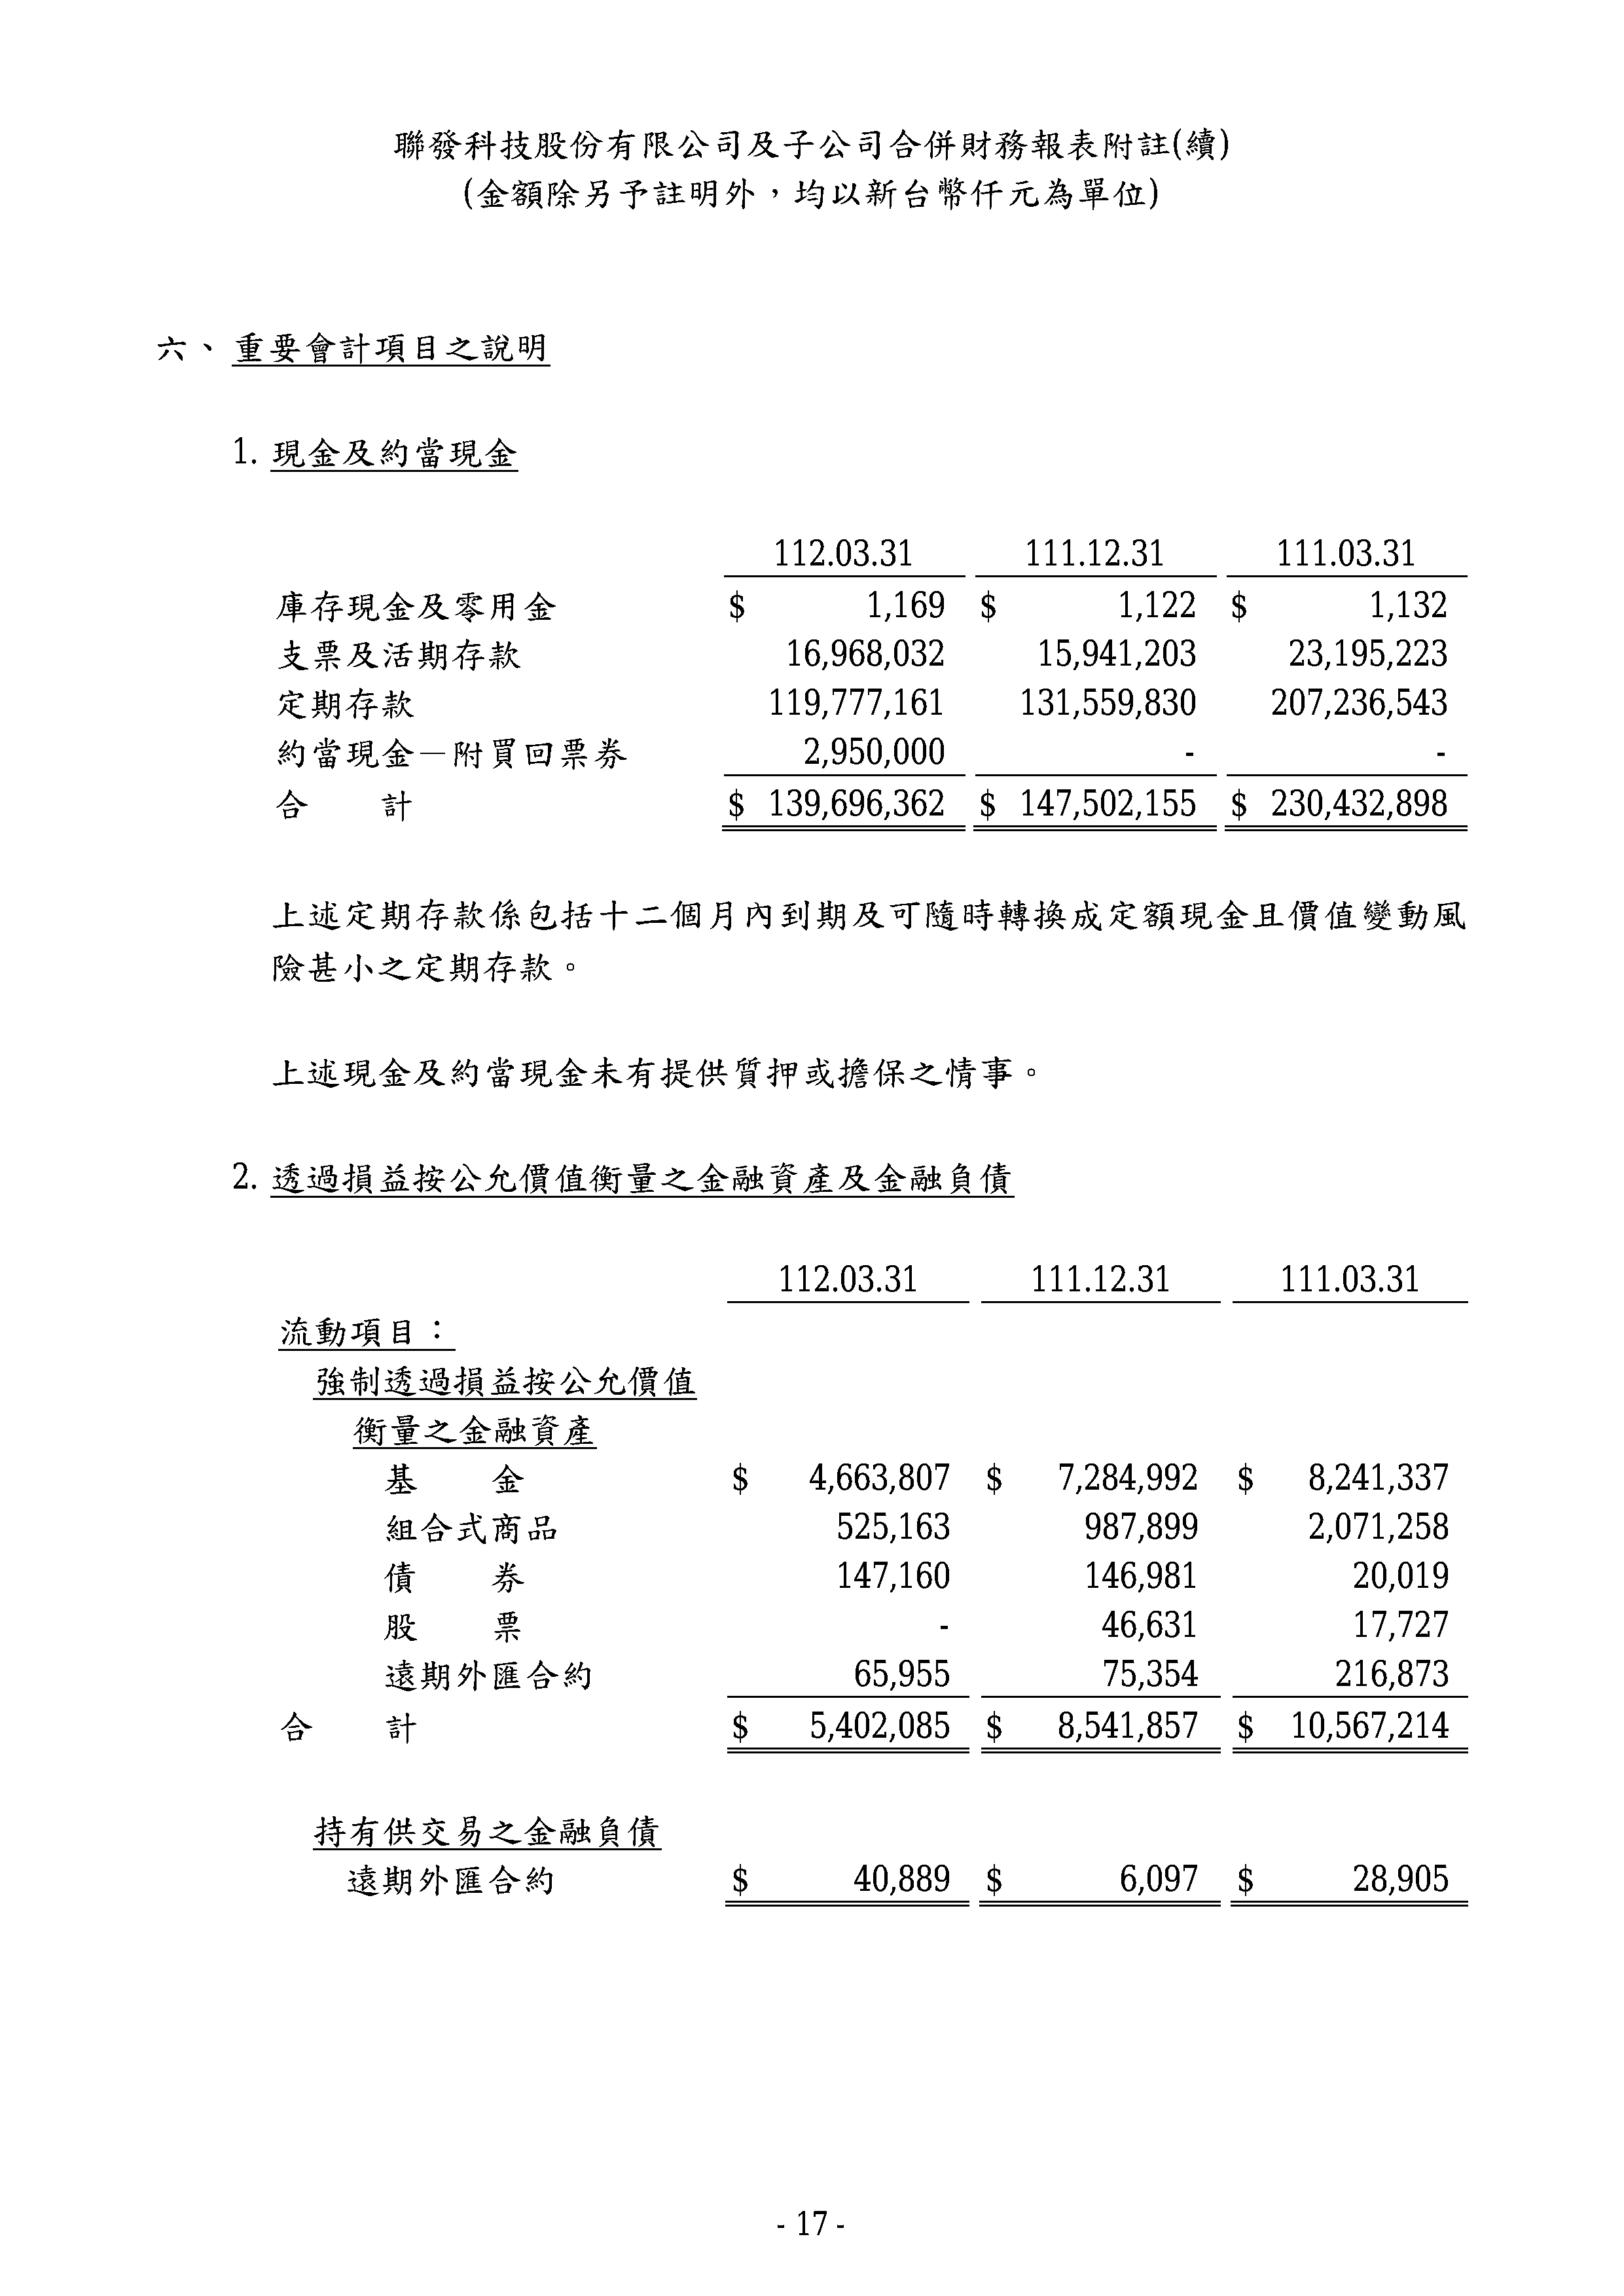 聯發科技股份有限公司及子公司合併財務報表附註(續)
(金額除另予註明外，均以新台幣仟元為單位)
六、重要會計項目之說明
1. 現金及約當現金
112.03.31 111.12.31 111.03.31
庫存現金及零用金 $ 1,169 $ 1,122 $ 1,132
支票及活期存款 16,968,032 15,941,203 23,195,223
定期存款 119,777,161 131,559,830 207,236,543
約當現金－附買回票券 2,950,000 - -
合 計 $ 139,696,362 $ 147,502,155 $ 230,432,898
上述定期存款係包括十二個月內到期及可隨時轉換成定額現金且價值變動風
險甚小之定期存款。
上述現金及約當現金未有提供質押或擔保之情事。
2. 透過損益按公允價值衡量之金融資產及金融負債
112.03.31 111.12.31 111.03.31
流動項目：
強制透過損益按公允價值
衡量之金融資產
基 金 $ 4,663,807 $ 7,284,992 $ 8,241,337
組合式商品 525,163 987,899 2,071,258
債 券 147,160 146,981 20,019
股 票 - 46,631 17,727
遠期外匯合約 65,955 75,354 216,873
合 計 $ 5,402,085 $ 8,541,857 $ 10,567,214
持有供交易之金融負債
遠期外匯合約 $ 40,889 $ 6,097 $ 28,905
- 17 -